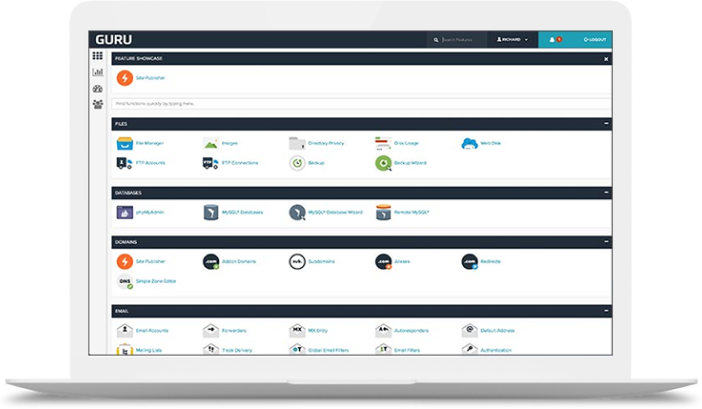 GURU
Search Features
RICHARD
LOGOUT
FEATURE SHOWCASE
Site Publisher
Find functions quickly by typing here.
FILES
File Manager Images Directory Privacy Disk Usage Web Disk
FTP Accounts FTP Connections Backup Backup Wizard
DATABASES
phpMyAdmin MySQL® Databases MySQL® Database Wizard Remote MySQL®
DOMAINS
Site Publisher Addon Domains Subdomains Aliases Redirects
Simple Zone Editor
EMAIL
Email Accounts Forwarders MX Entry Autoresponders Default Address
Mailing Lists Track Delivery Global Email Filters Email Filters Authentication